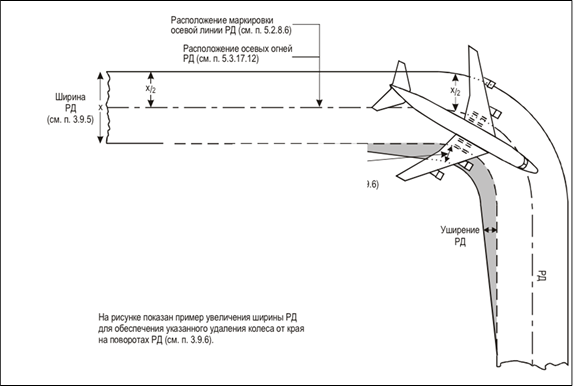 Расположение маркировки
осевой линии РД (см. п. 5.2.8.6)
Расположение осевых огней
РД (см. п. 5.3.17.12)
Ширина
РД
(см. п. 3.9.5)
x
x/2
x/2
9.6)
Уширение
РД
РД
На рисунке показан пример увеличения ширины РД
для обеспечения указанного удаления колеса от края
на поворотах РД (см. п. 3.9.6).